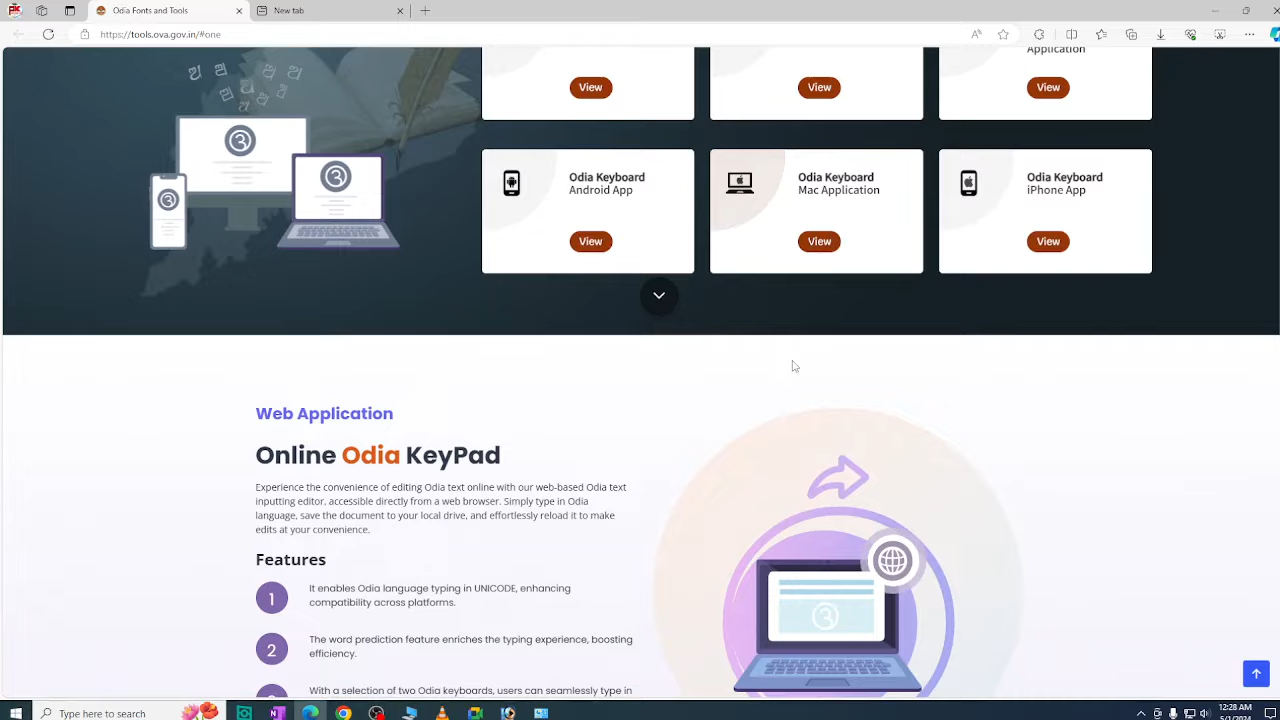 Odia Fonts and Tools
New tab
https://tools.ova.gov.in/#one
Application
View
View
View
Odia Keyboard
Android App
Odia Keyboard
Mac Application
Odia Keyboard
iPhone App
View
View
View
Web Application
Online Odia KeyPad
Experience the convenience of editing Odia text online with our web-based Odia text
inputting editor, accessible directly from a web browser. Simply type in Odia
language, save the document to your local drive, and effortlessly reload it to make
edits at your convenience.
Features
1
It enables Odia language typing in UNICODE, enhancing
compatibility across platforms.
2
The word prediction feature enriches the typing experience, boosting
efficiency.
With a selection of two Odia keyboards, users can seamlessly type in
Type here to search
12:28 AM